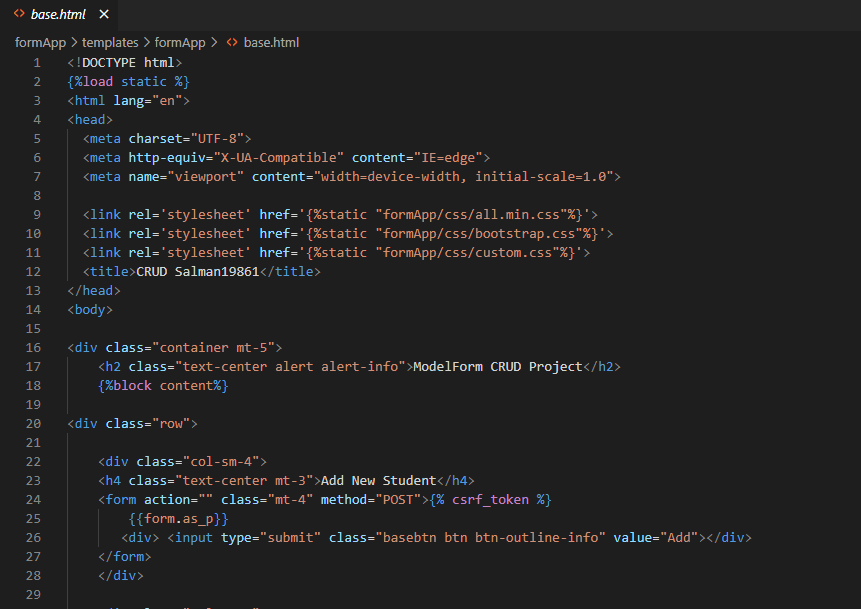 base.html
formApp > templates > formApp > base.html
1 <!DOCTYPE html>
2 {%load static %}
3 <html lang="en">
4 <head>
5 <meta charset="UTF-8">
6 <meta http-equiv="X-UA-Compatible" content="IE=edge">
7 <meta name="viewport" content="width=device-width, initial-scale=1.0">
8
9 <link rel='stylesheet' href='{%static "formApp/css/all.min.css"%}'>
10 <link rel='stylesheet' href='{%static "formApp/css/bootstrap.css"%}'>
11 <link rel='stylesheet' href='{%static "formApp/css/custom.css"%}'>
12 <title>CRUD Salman19861</title>
13 </head>
14 <body>
15
16 <div class="container mt-5">
17 <h2 class="text-center alert alert-info">ModelForm CRUD Project</h2>
18 {%block content%}
19
20 <div class="row">
21
22 <div class="col-sm-4">
23 <h4 class="text-center mt-3">Add New Student</h4>
24 <form action="" class="mt-4" method="POST">{% csrf_token %}
25 {{form.as_p}}
26 <div> <input type="submit" class="basebtn btn btn-outline-info" value="Add"></div>
27 </form>
28 </div>
29